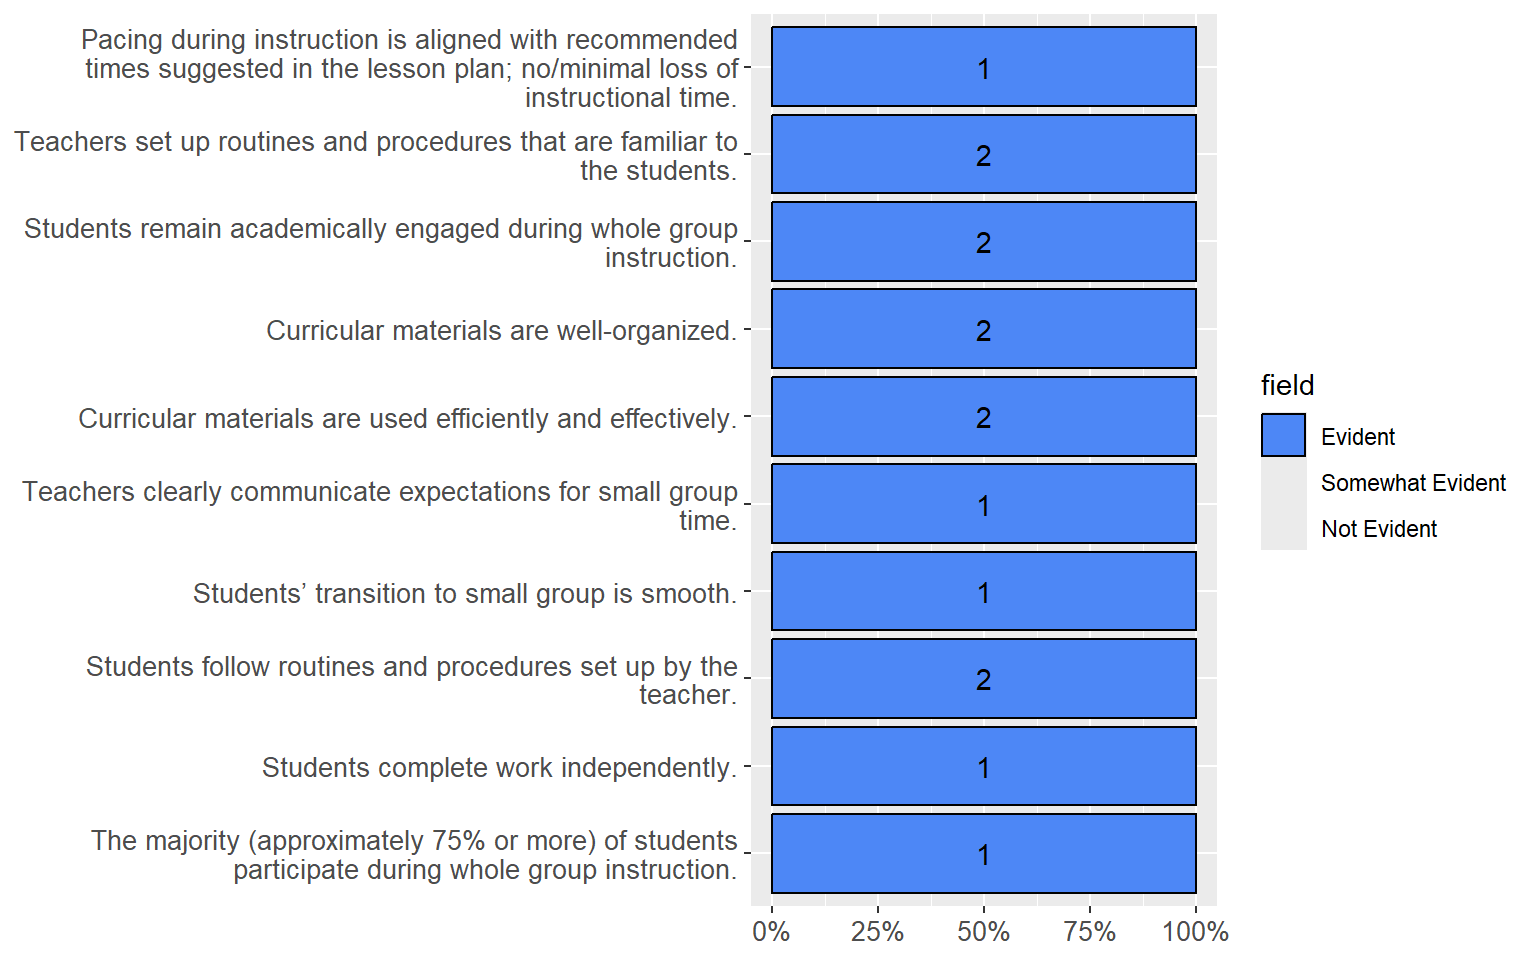 Pacing during instruction is aligned with recommended
times suggested in the lesson plan; no/minimal loss of
instructional time.
1
Teachers set up routines and procedures that are familiar to
the students.
2
Students remain academically engaged during whole group
instruction.
2
Curricular materials are well-organized.
2
Curricular materials are used efficiently and effectively.
2
Teachers clearly communicate expectations for small group
time.
1
Students’ transition to small group is smooth.
1
Students follow routines and procedures set up by the
teacher.
2
Students complete work independently.
1
The majority (approximately 75% or more) of students
participate during whole group instruction.
1
0% 25% 50% 75% 100%
field
Evident
Somewhat Evident
Not Evident